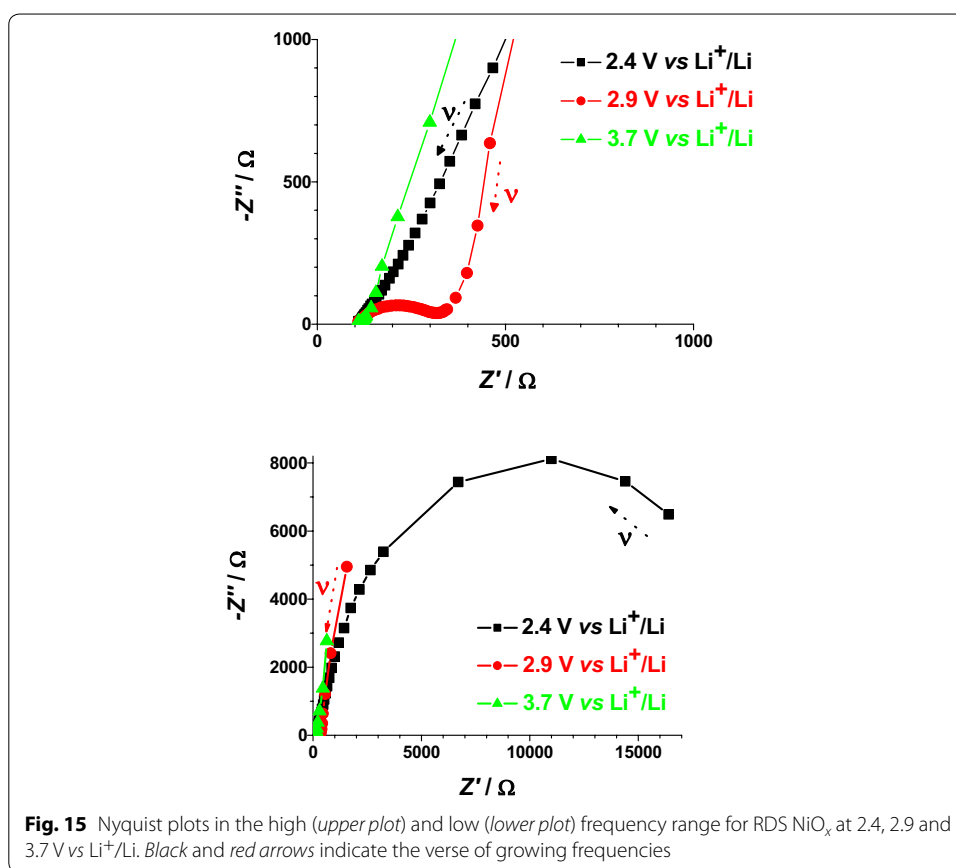 1000
500
0
-Z'' / Ω
2.4 V vs Li⁺/Li
2.9 V vs Li⁺/Li
3.7 V vs Li⁺/Li
ν
ν
0 500 1000
Z' / Ω
8000
6000
4000
2000
0
-Z'' / Ω
ν
ν
2.4 V vs Li⁺/Li
2.9 V vs Li⁺/Li
3.7 V vs Li⁺/Li
0 5000 10000 15000
Z' / Ω
Fig. 15 Nyquist plots in the high (upper plot) and low (lower plot) frequency range for RDS NiOₓ at 2.4, 2.9 and
3.7 V vs Li⁺/Li. Black and red arrows indicate the verse of growing frequencies